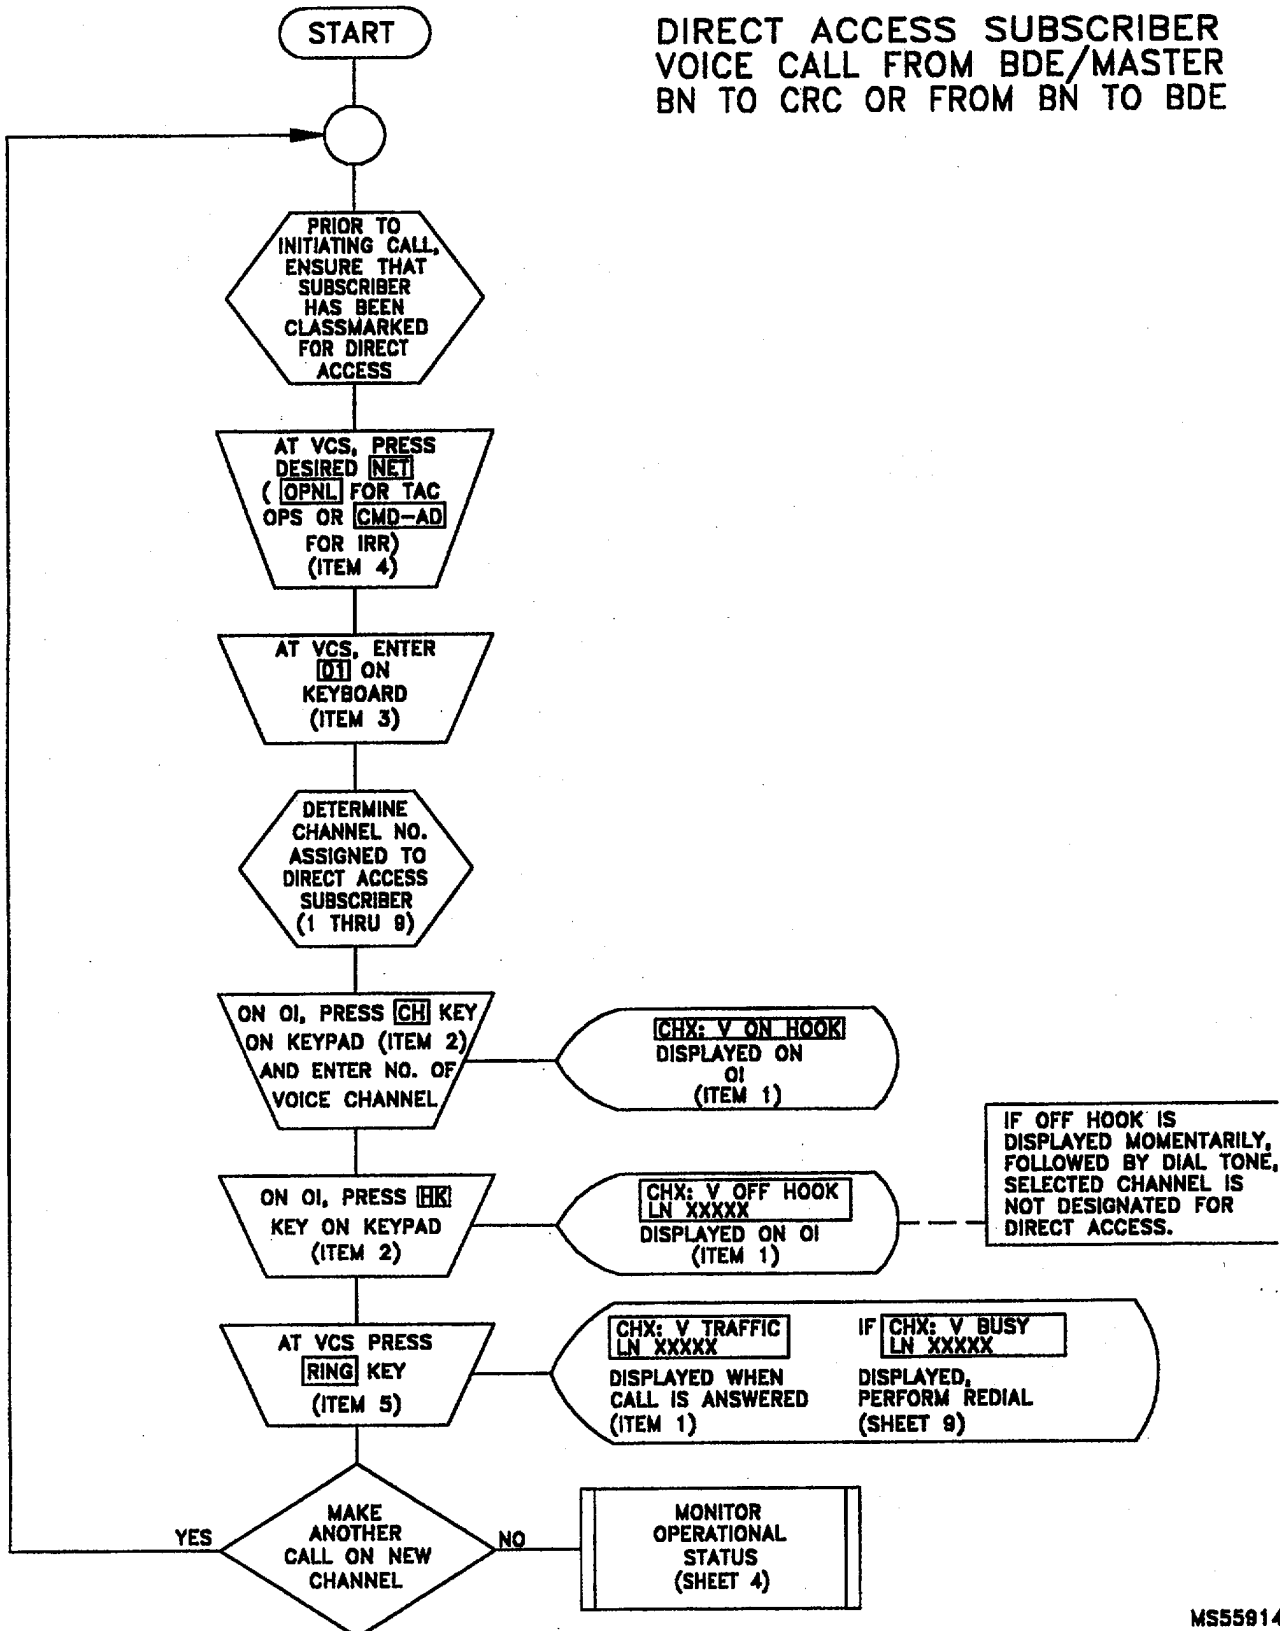 START
DIRECT ACCESS SUBSCRIBER
VOICE CALL FROM BDE/MASTER
BN TO CRC OR FROM BN TO BDE
PRIOR TO
INITIATING CALL,
ENSURE THAT
SUBSCRIBER
HAS BEEN
CLASSMARKED
FOR DIRECT
ACCESS
AT VCS, PRESS
DESIRED NET
( OPNL FOR TAC
OPS OR CMD-AD
FOR IRR)
(ITEM 4)
AT VCS, ENTER
01 ON
KEYBOARD
(ITEM 3)
DETERMINE
CHANNEL NO.
ASSIGNED TO
DIRECT ACCESS
SUBSCRIBER
(1 THRU 9)
ON OI, PRESS CH KEY
ON KEYPAD (ITEM 2)
AND ENTER NO. OF
VOICE CHANNEL
CHX: V ON HOOK
DISPLAYED ON
OI
(ITEM 1)
ON OI, PRESS HK
KEY ON KEYPAD
(ITEM 2)
CHX: V OFF HOOK
LN XXXXX
DISPLAYED ON OI
(ITEM 1)
IF OFF HOOK IS
DISPLAYED MOMENTARILY,
FOLLOWED BY DIAL TONE,
SELECTED CHANNEL IS
NOT DESIGNATED FOR
DIRECT ACCESS.
AT VCS PRESS
RING KEY
(ITEM 5)
CHX: V TRAFFIC
LN XXXXX
DISPLAYED WHEN
CALL IS ANSWERED
(ITEM 1)
IF CHX: V BUSY
LN XXXXX
DISPLAYED,
PERFORM REDIAL
(SHEET 9)
MAKE
ANOTHER
CALL ON NEW
CHANNEL
YES
NO
MONITOR
OPERATIONAL
STATUS
(SHEET 4)
MS55914